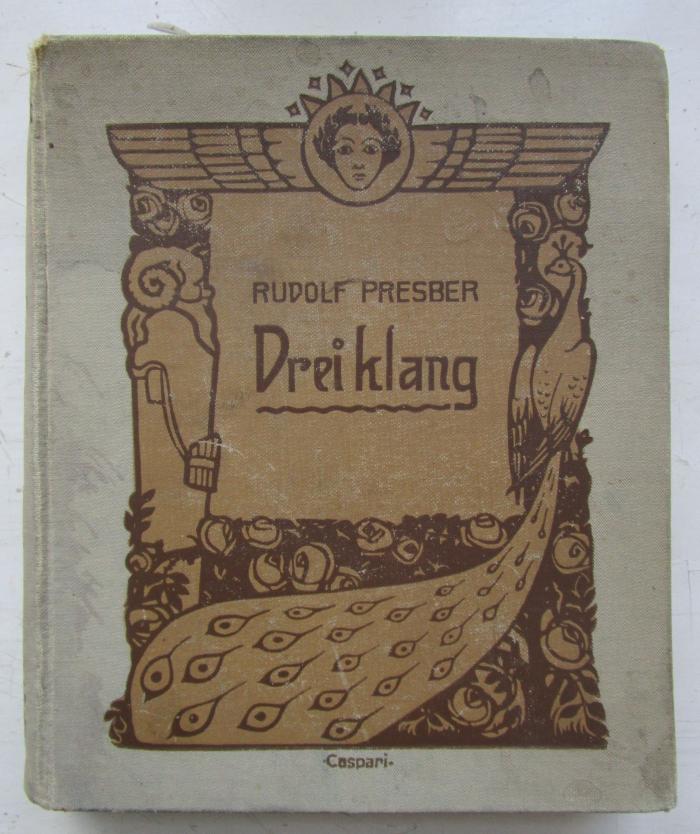 RUDOLF PRESBER
Dreiklang
·Caspari·